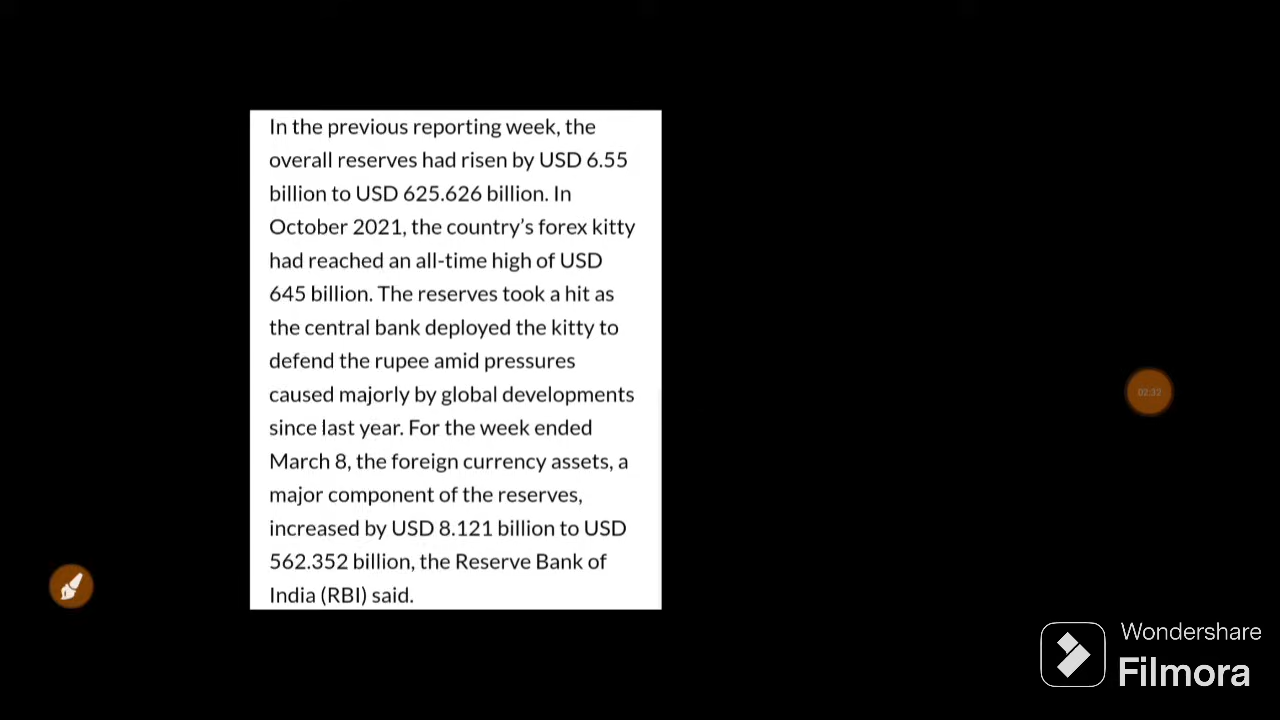 In the previous reporting week, the
overall reserves had risen by USD 6.55
billion to USD 625.626 billion. In
October 2021, the country’s forex kitty
had reached an all-time high of USD
645 billion. The reserves took a hit as
the central bank deployed the kitty to
defend the rupee amid pressures
caused majorly by global developments
since last year. For the week ended
March 8, the foreign currency assets, a
major component of the reserves,
increased by USD 8.121 billion to USD
562.352 billion, the Reserve Bank of
India (RBI) said.
02:32
Wondershare
Filmora